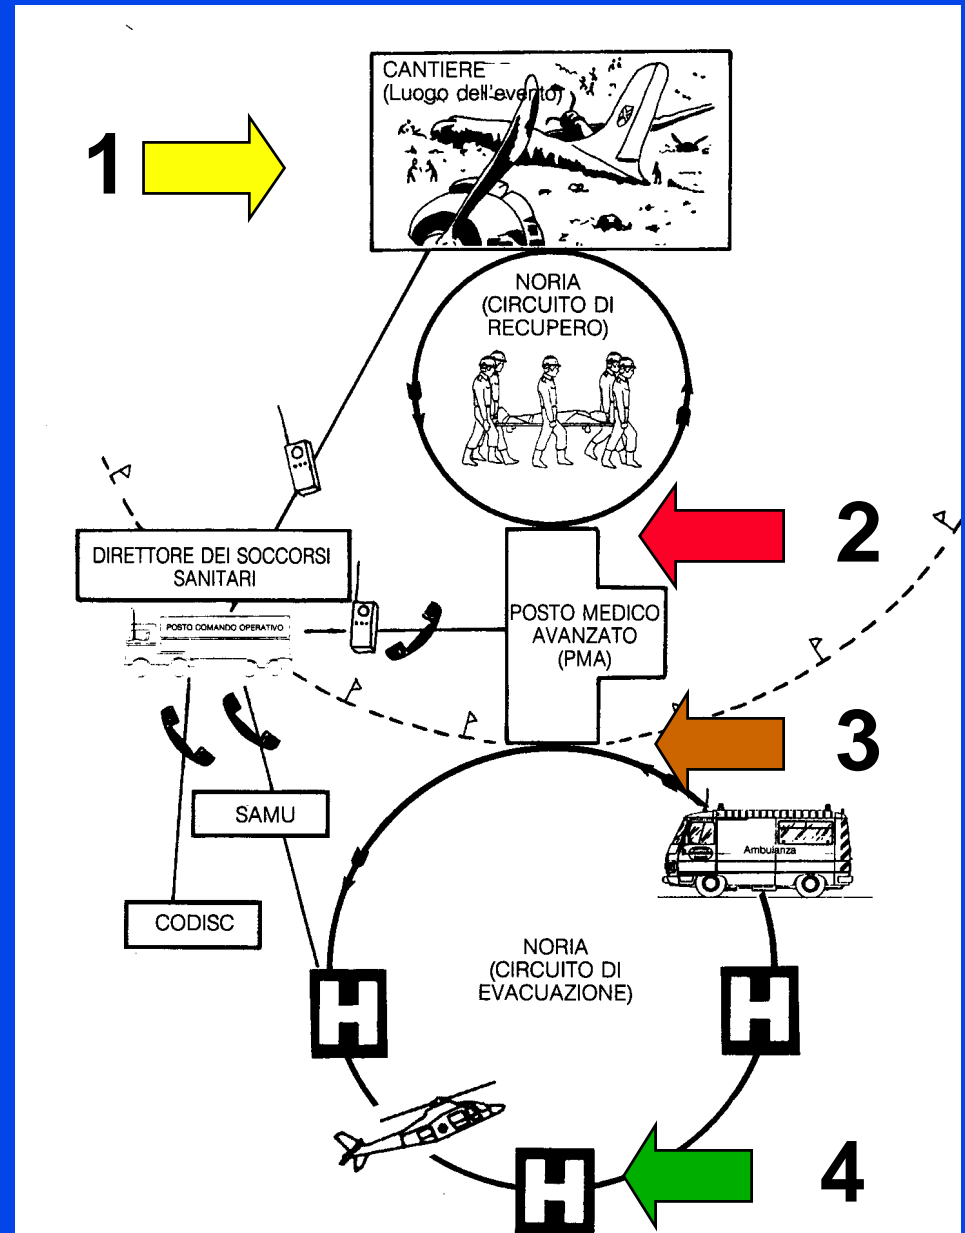 CANTIERE
(Luogo dell'evento)
1
NORIA
(CIRCUITO DI
RECUPERO)
2
DIRETTORE DEI SOCCORSI
SANITARI
POSTO COMANDO OPERATIVO
POSTO MEDICO
AVANZATO
(PMA)
3
SAMU
Ambulanza
CODISC
NORIA
(CIRCUITO DI
EVACUAZIONE)
H
H
H
4